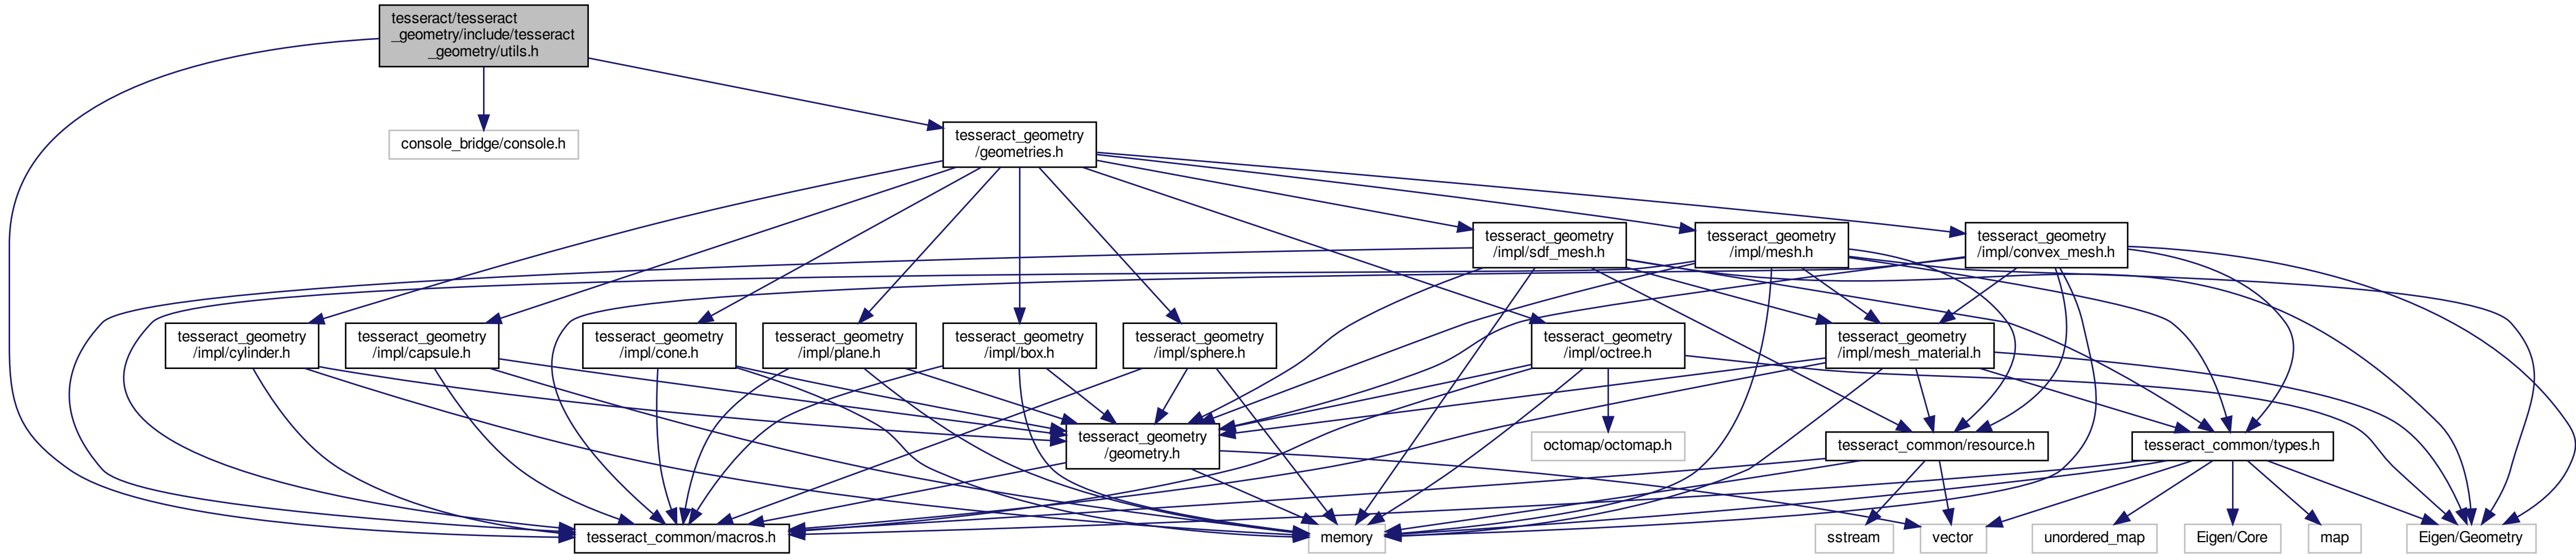 tesseract/tesseract
_geometry/include/tesseract
_geometry/utils.h
console_bridge/console.h
tesseract_geometry
/geometries.h
tesseract_geometry
/impl/sdf_mesh.h
tesseract_geometry
/impl/mesh.h
tesseract_geometry
/impl/convex_mesh.h
tesseract_geometry
/impl/cylinder.h
tesseract_geometry
/impl/capsule.h
tesseract_geometry
/impl/cone.h
tesseract_geometry
/impl/plane.h
tesseract_geometry
/impl/box.h
tesseract_geometry
/impl/sphere.h
tesseract_geometry
/impl/octree.h
tesseract_geometry
/impl/mesh_material.h
tesseract_geometry
/geometry.h
octomap/octomap.h
tesseract_common/resource.h
tesseract_common/types.h
tesseract_common/macros.h
memory
sstream
vector
unordered_map
Eigen/Core
map
Eigen/Geometry